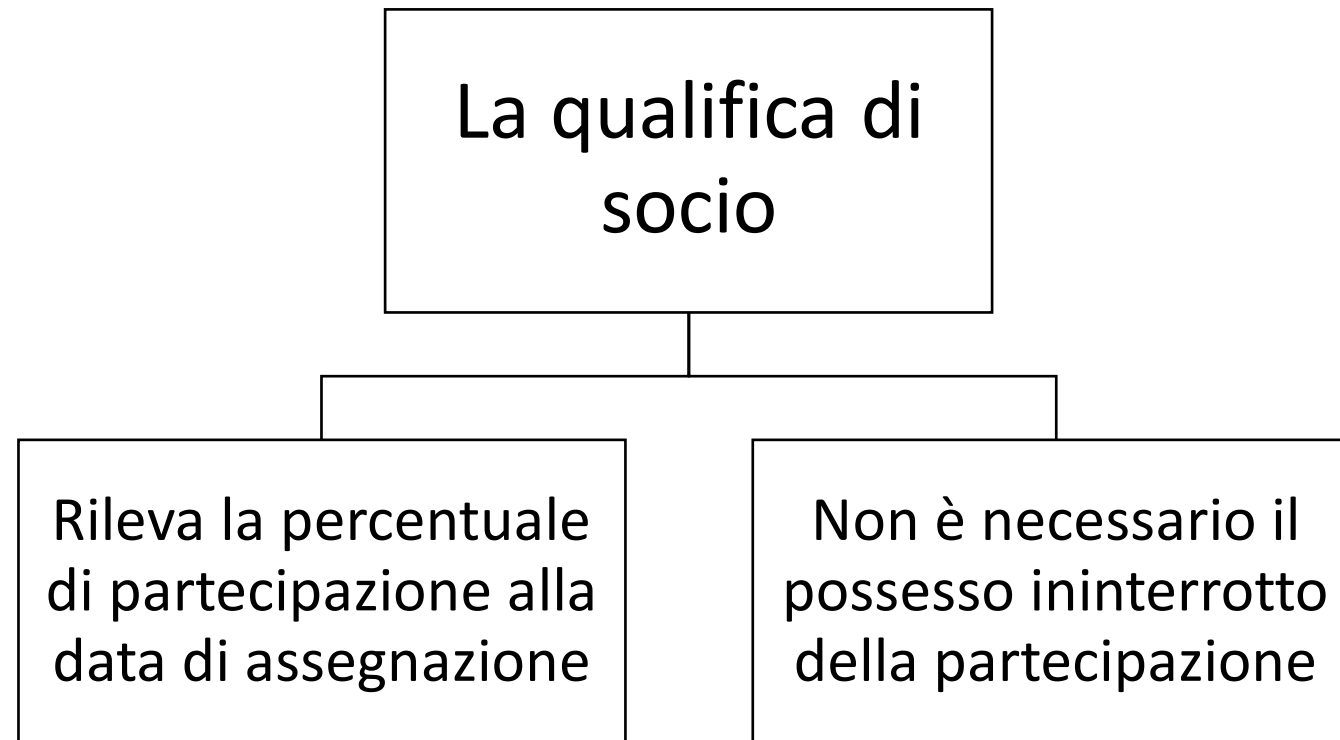 La qualifica di
socio
Rileva la percentuale
di partecipazione alla
data di assegnazione
Non è necessario il
possesso ininterrotto
della partecipazione